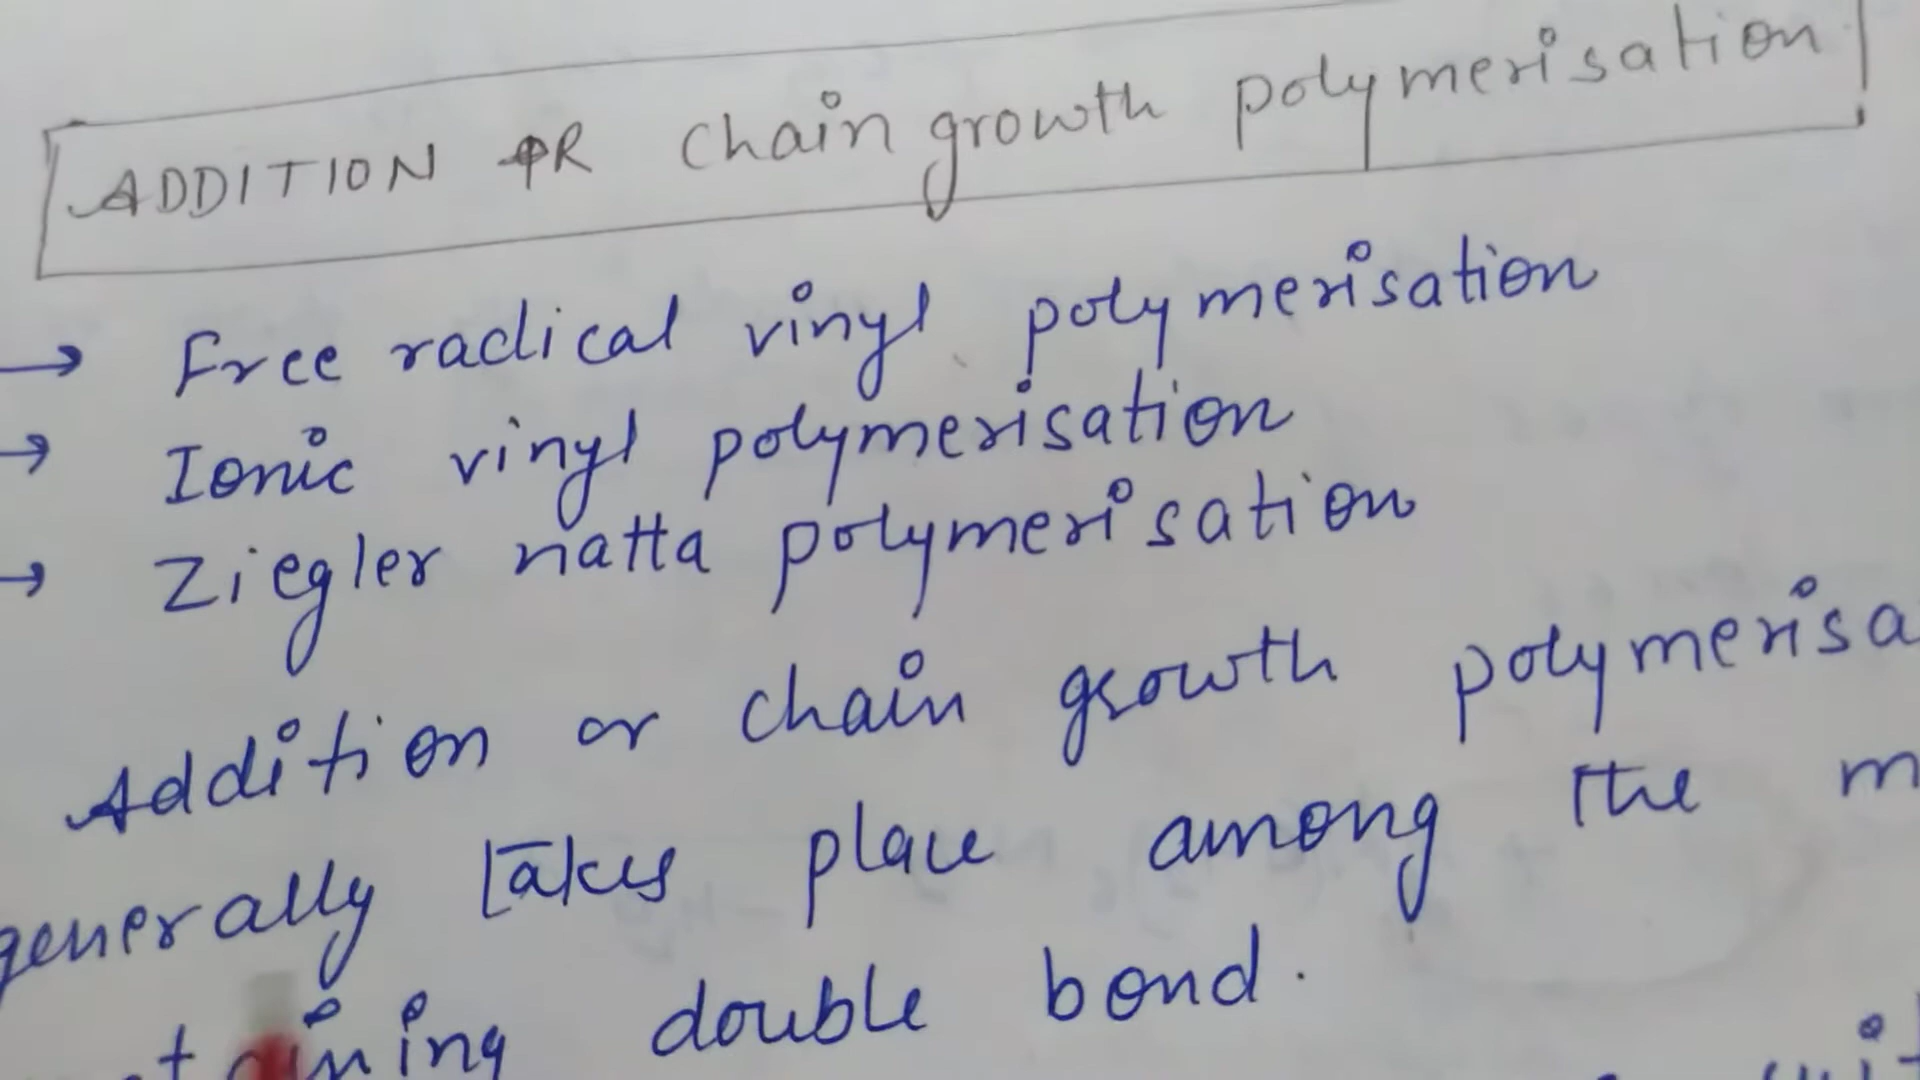 ADDITION OR chain growth polymerisation
→ Free radical vinyl polymerisation
→ Ionic vinyl polymerisation
→ Ziegler natta polymerisation
Addition or chain growth polymerisa
generally takes place among the m
taining double bond.